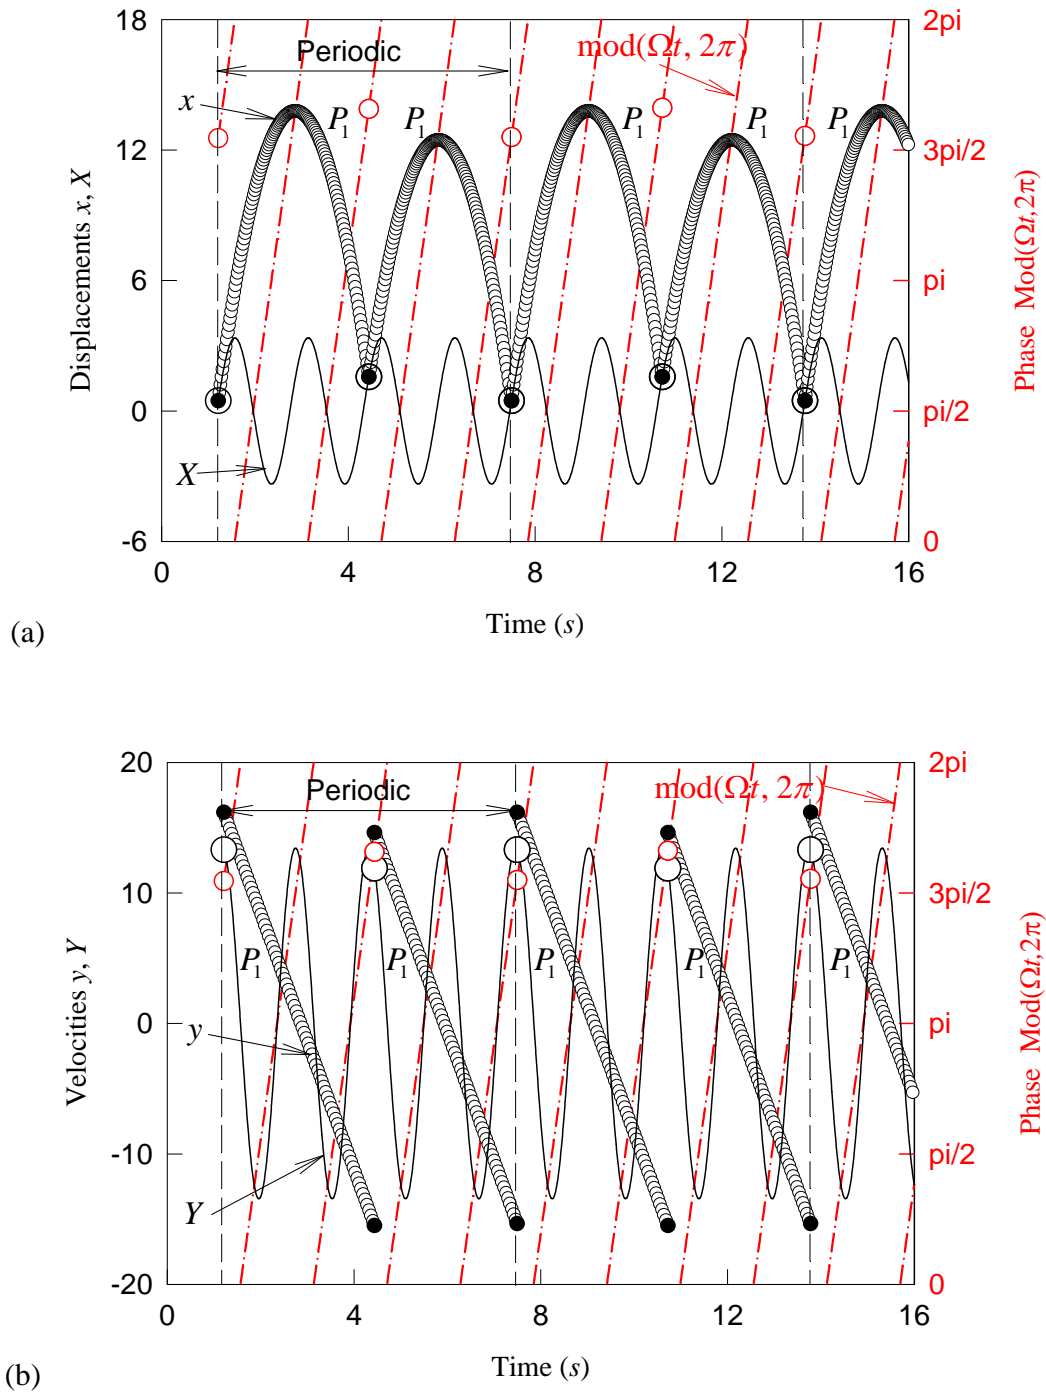 18
2pi
Periodic
mod(Ωt, 2π)
x
P1
P1
P1
P1
P1
12
3pi/2
Displacements x, X
6
pi
Phase Mod(Ωt,2π)
0
pi/2
X
-6
0
0
4
8
12
16
Time (s)
(a)
20
2pi
Periodic
mod(Ωt, 2π)
10
3pi/2
P1
P1
P1
P1
P1
Velocities y, Y
0
pi
Phase Mod(Ωt,2π)
y
-10
pi/2
Y
-20
0
0
4
8
12
16
Time (s)
(b)